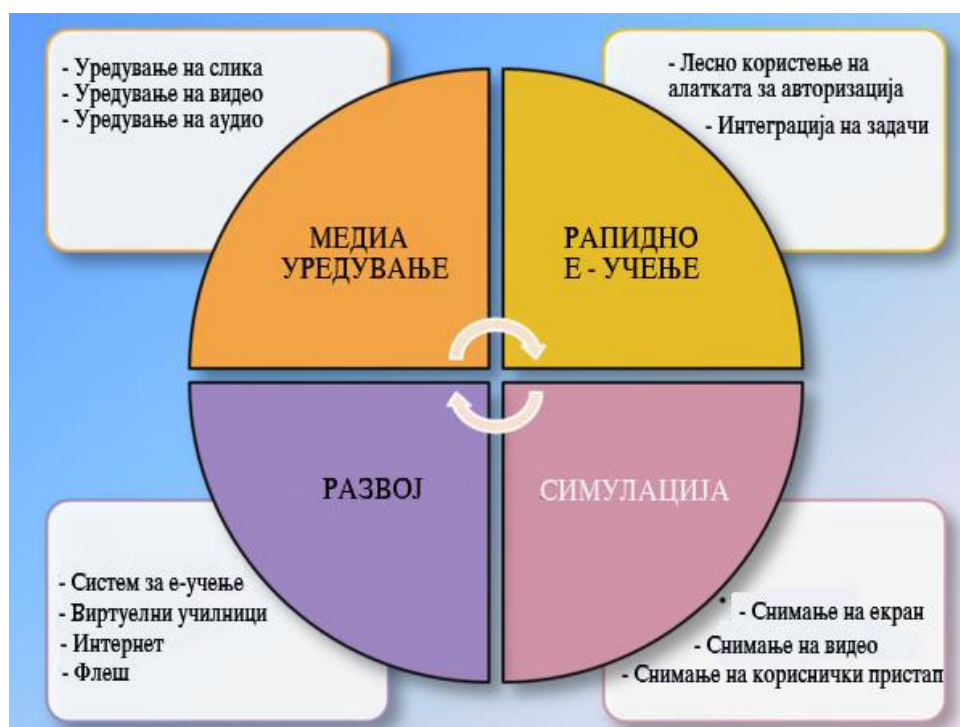 - Уредување на слика
- Уредување на видео
- Уредување на аудио
- Лесно користење на
алатката за авторизација
- Интеграција на задачи
МЕДИА
УРЕДУВАЊЕ
РАПИДНО
Е - УЧЕЊЕ
РАЗВОЈ
СИМУЛАЦИЈА
- Систем за е-учење
- Виртуелни училници
- Интернет
- Флеш
- Снимање на екран
- Снимање на видео
- Снимање на кориснички пристап